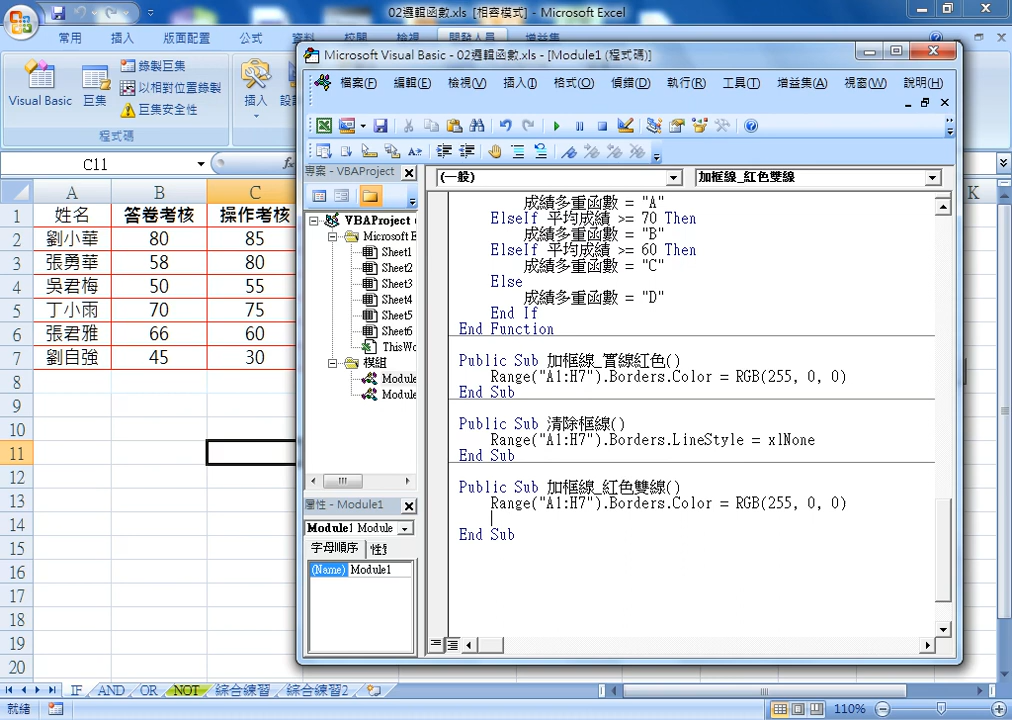 02邏輯函數.xls [相容模式] - Microsoft Excel
常用 插入 版面配置 公式
Visual Basic
巨集
錄製巨集
以相對位置錄製
巨集安全性
程式碼
插入
C11
A B C K
1 姓名 答卷考核 操作考核
2 劉小華 80 85
3 張勇華 58 80
4 吳君梅 50 55
5 丁小雨 70 75
6 張君雅 66 60
7 劉自強 45 30
8
9
10
11
12
13
14
15
16
17
18
19
20
IF AND OR NOT 綜合練習 綜合練習2
就緒
110%
Microsoft Visual Basic - 02邏輯函數.xls - [Module1 (程式碼)]
檔案(F) 編輯(E) 檢視(V) 插入(I) 格式(O) 偵錯(D) 執行(R) 工具(T) 增益集(A) 視窗(W) 說明(H)
專案 - VBAProject
VBAProject (
Microsoft E
Sheet1
Sheet2
Sheet3
Sheet4
Sheet5
Sheet6
ThisWo
模組
Module
Module
屬性 - Module1
Module1 Module
字母順序
(Name) Module1
(一般)
加框線_紅色雙線
成績多重函數 = "A"
ElseIf 平均成績 >= 70 Then
成績多重函數 = "B"
ElseIf 平均成績 >= 60 Then
成績多重函數 = "C"
Else
成績多重函數 = "D"
End If
End Function
Public Sub 加框線_實線紅色()
Range("A1:H7").Borders.Color = RGB(255, 0, 0)
End Sub
Public Sub 清除框線()
Range("A1:H7").Borders.LineStyle = xlNone
End Sub
Public Sub 加框線_紅色雙線()
Range("A1:H7").Borders.Color = RGB(255, 0, 0)
End Sub